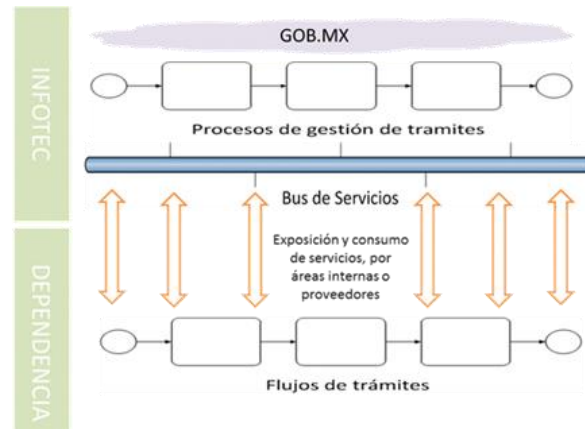 GOB.MX
INFOTEC
Procesos de gestión de tramites
Bus de Servicios
Exposición y consumo
de servicios, por
áreas internas o
proveedores
DEPENDENCIA
Flujos de trámites